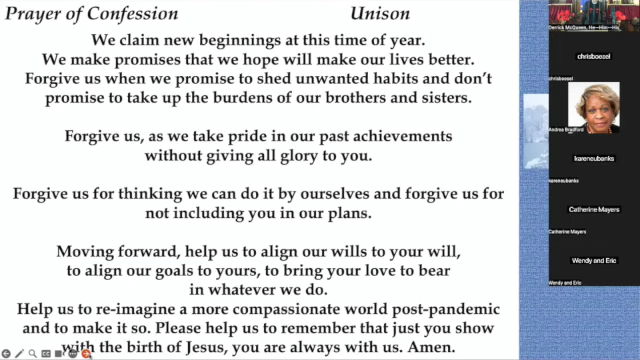 Prayer of Confession Unison
We claim new beginnings at this time of year.
We make promises that we hope will make our lives better.
Forgive us when we promise to shed unwanted habits and don't
promise to take up the burdens of our brothers and sisters.
Forgive us, as we take pride in our past achievements
without giving all glory to you.
Forgive us for thinking we can do it by ourselves and forgive us for
not including you in our plans.
Moving forward, help us to align our wills to your will,
to align our goals to yours, to bring your love to bear
in whatever we do.
Help us to re-imagine a more compassionate world post-pandemic
and to make it so. Please help us to remember that just you show
with the birth of Jesus, you are always with us. Amen.
Derrick McQueen, He~His~
chrisboesel
chrisboesel
Andrea Bradford
kareneubanks
kareneubanks
Catherine Mayers
Catherine Mayers
Wendy and Eric
Wendy and Eric